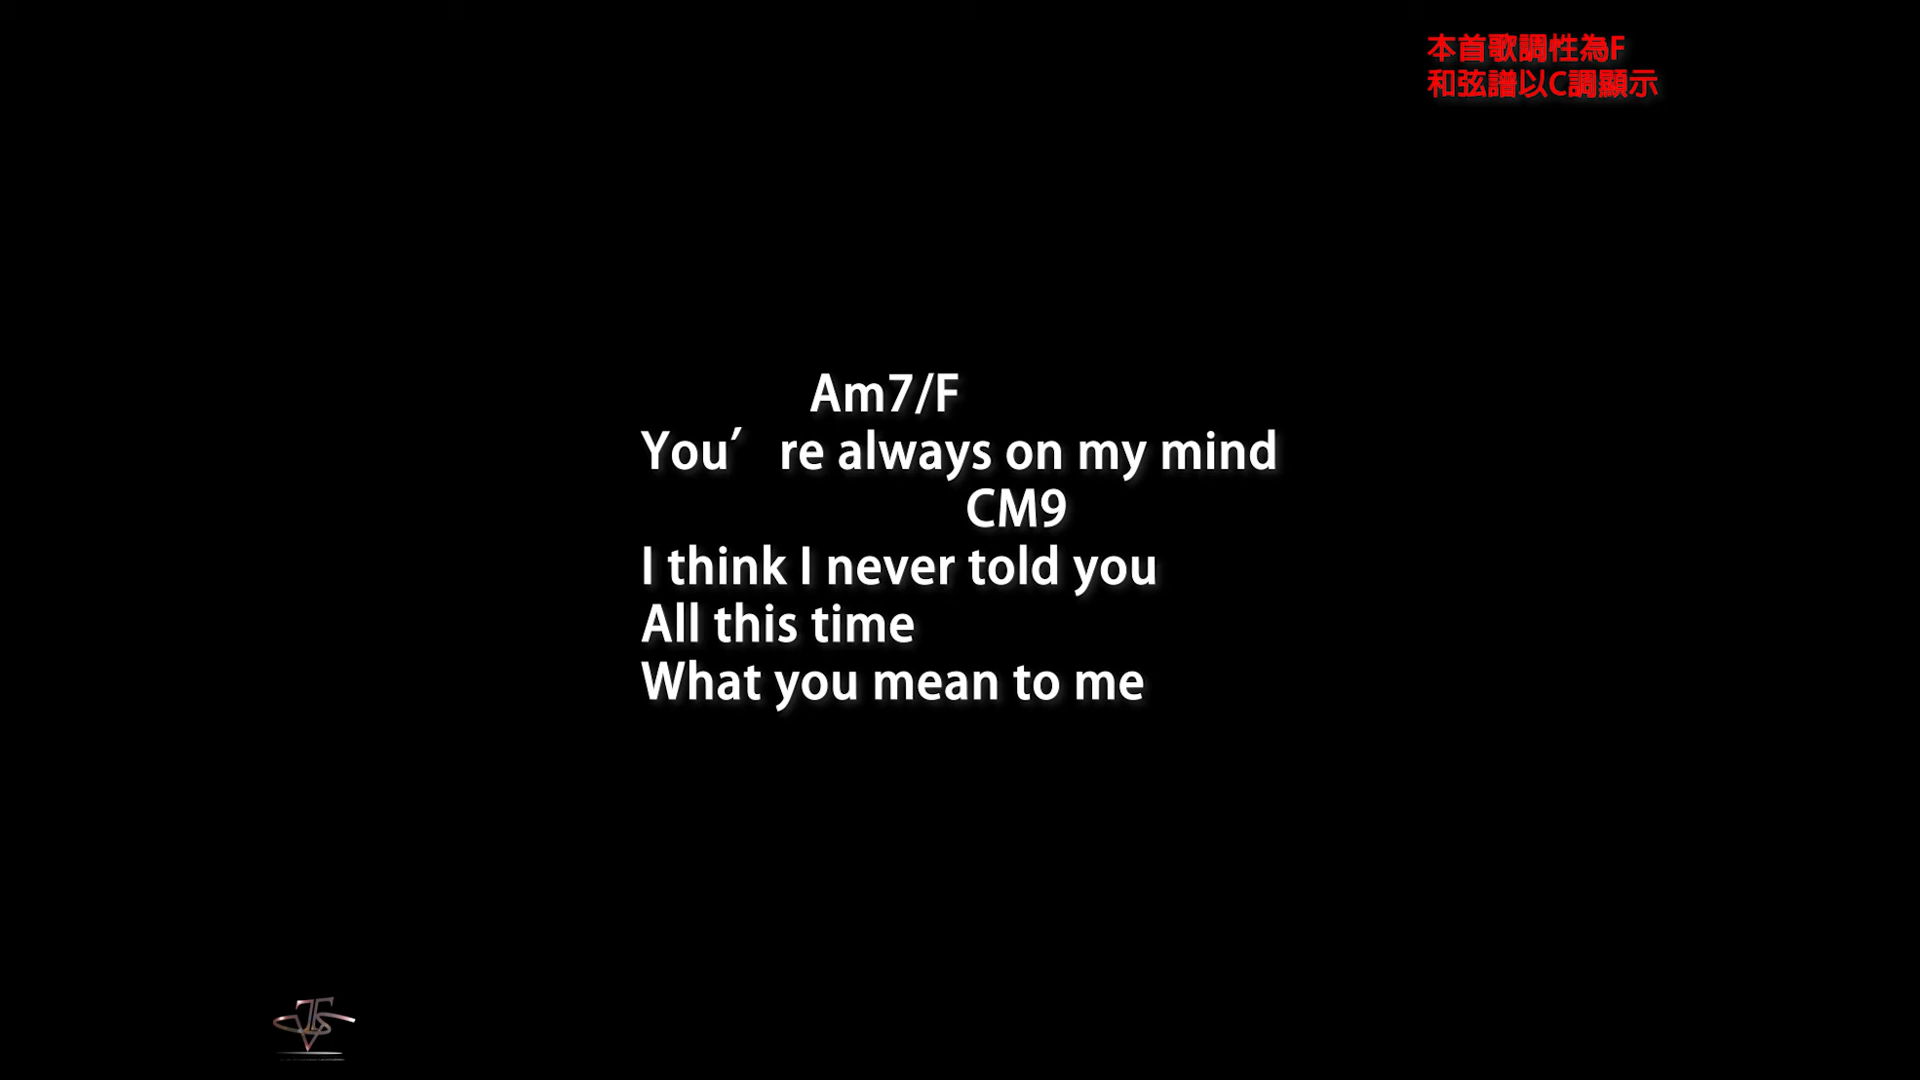 本首歌調性為F
和弦譜以C調顯示
Am7/F
You′ re always on my mind
CM9
I think I never told you
All this time
What you mean to me